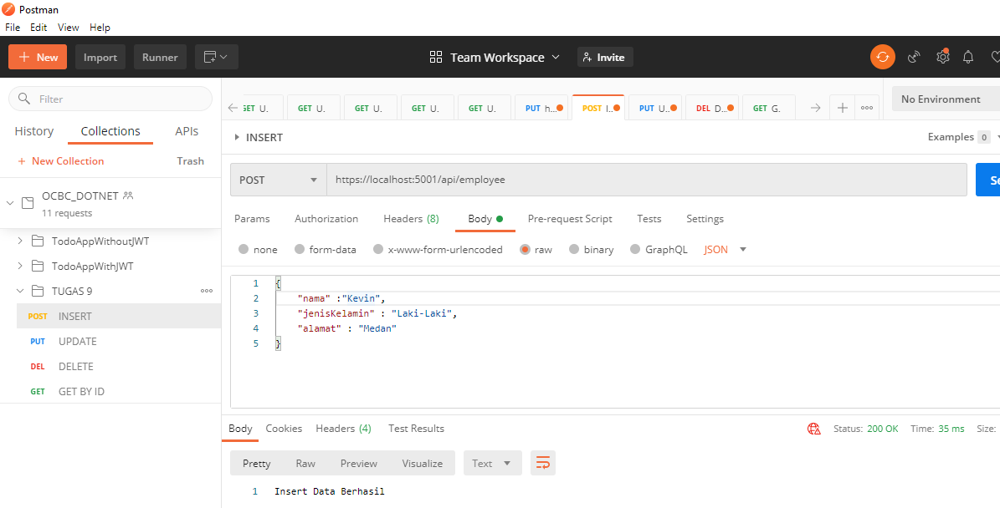 Postman
File Edit View Help
New Import Runner Team Workspace Invite
Filter
History Collections APIs
New Collection Trash
OCBC_DOTNET
11 requests
TodoAppWithoutJWT
TodoAppWithJWT
TUGAS 9
POST INSERT
PUT UPDATE
DEL DELETE
GET GET BY ID
GET U. GET U. GET U. GET U. GET U. PUT h... POST I.. PUT U.. DEL D... GET G. No Environment
INSERT Examples 0
POST https://localhost:5001/api/employee Se
Params Authorization Headers (8) Body Pre-request Script Tests Settings
none form-data x-www-form-urlencoded raw binary GraphQL JSON
1 {
2 "nama" :"Kevin",
3 "jenisKelamin" : "Laki-Laki",
4 "alamat" : "Medan"
5 }
Body Cookies Headers (4) Test Results Status: 200 OK Time: 35 ms Size:
Pretty Raw Preview Visualize Text
1 Insert Data Berhasil